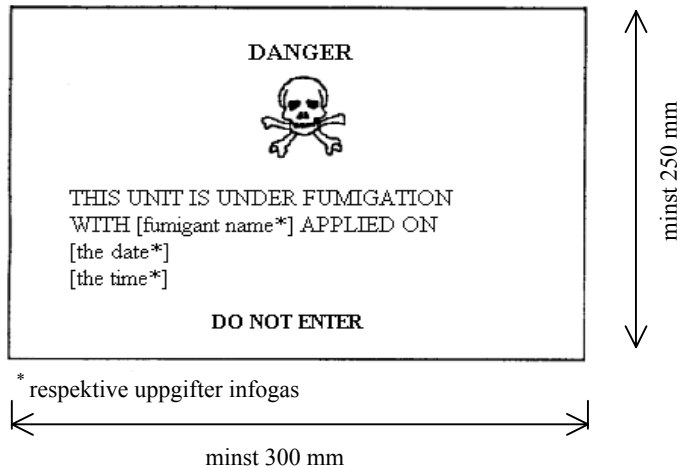 DANGER
THIS UNIT IS UNDER FUMIGATION
WITH [fumigant name*] APPLIED ON
[the date*]
[the time*]
DO NOT ENTER
* respektive uppgifter infogas
minst 300 mm
minst 250 mm